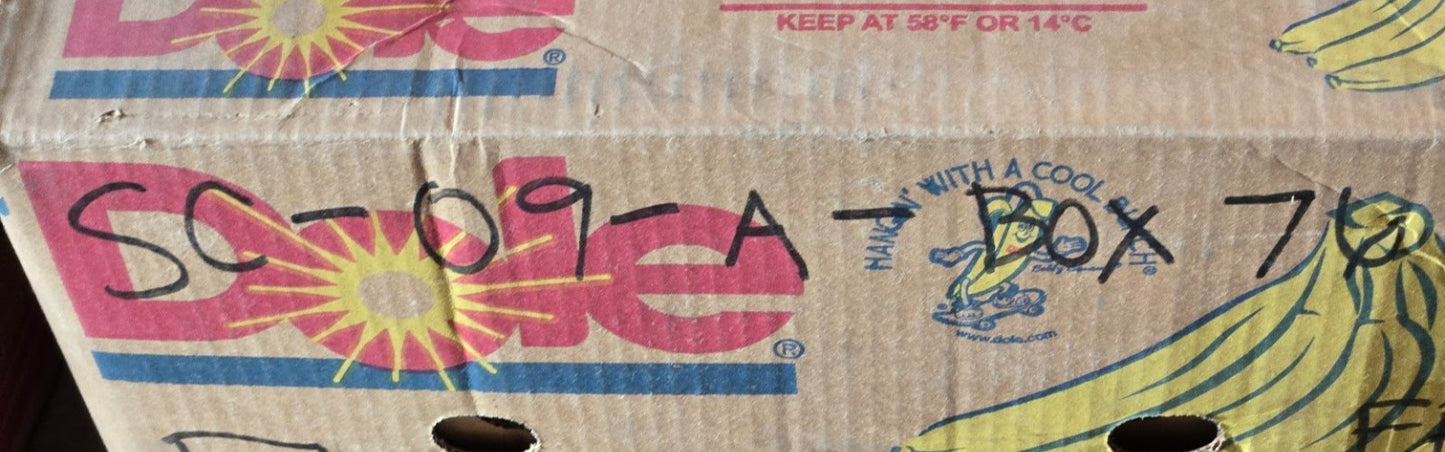 Dole®
KEEP AT 58°F OR 14°C
Dole®
SC-09-A-BOX 76
HANGIN' WITH A COOL BUNCH®
www.dole.com